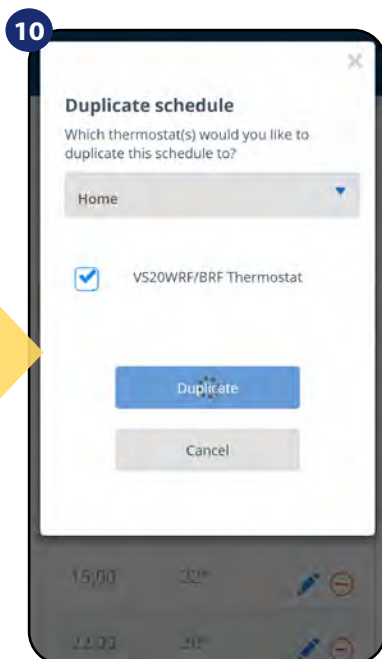 10
Duplicate schedule
Which thermostat(s) would you like to
duplicate this schedule to?
Home
VS20WRF/BRF Thermostat
Duplicate
Cancel
15:00 22°
22:00 20°